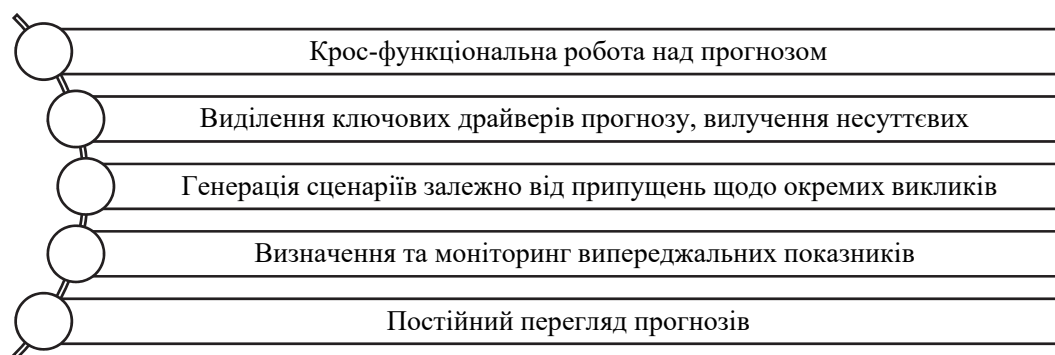 Крос-функціональна робота над прогнозом
Виділення ключових драйверів прогнозу, вилучення несуттєвих
Генерація сценаріїв залежно від припущень щодо окремих викликів
Визначення та моніторинг випереджальних показників
Постійний перегляд прогнозів